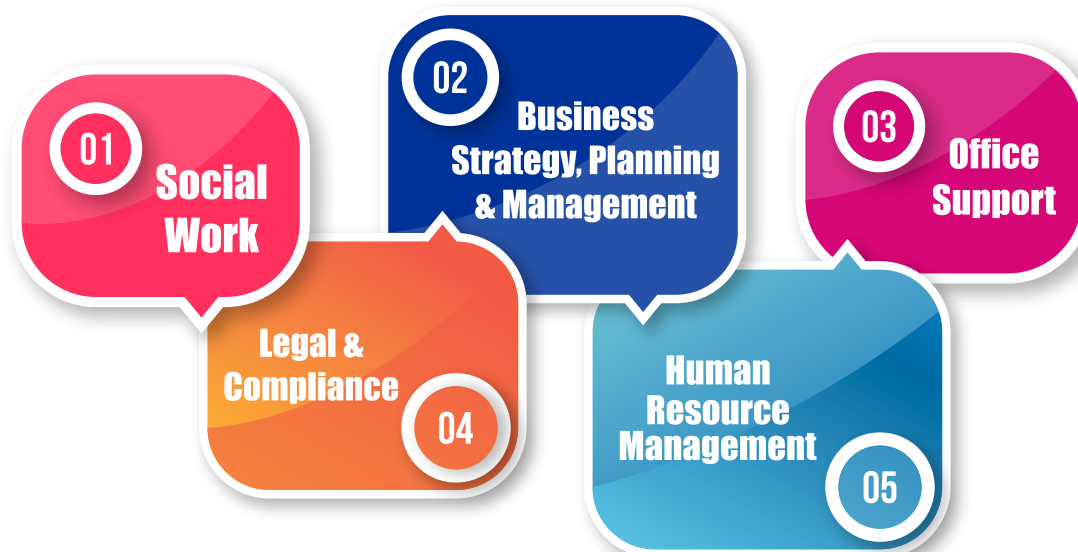 01
Social
Work
02
Business
Strategy, Planning
& Management
03
Office
Support
Legal &
Compliance
04
Human
Resource
Management
05